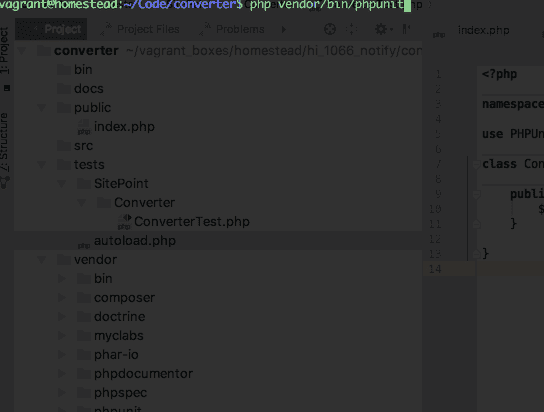 vagrant@homestead:~/Code/converter$ php vendor/bin/phpunit
Project Project Files Problems
index.php
1: Project
converter ~/vagrant_boxes/homestead/hi_1066_notify/con
bin
docs
public
index.php
src
tests
SitePoint
Converter
ConverterTest.php
autoload.php
vendor
bin
composer
doctrine
myclabs
phar-io
phpdocumentor
phpspec
phpunit
Z: Structure
1 <?php
2
3 namespace
4
5 use PHPUn
6
7 class Con
8
9 publi
10 $
11 }
12
13 }
14